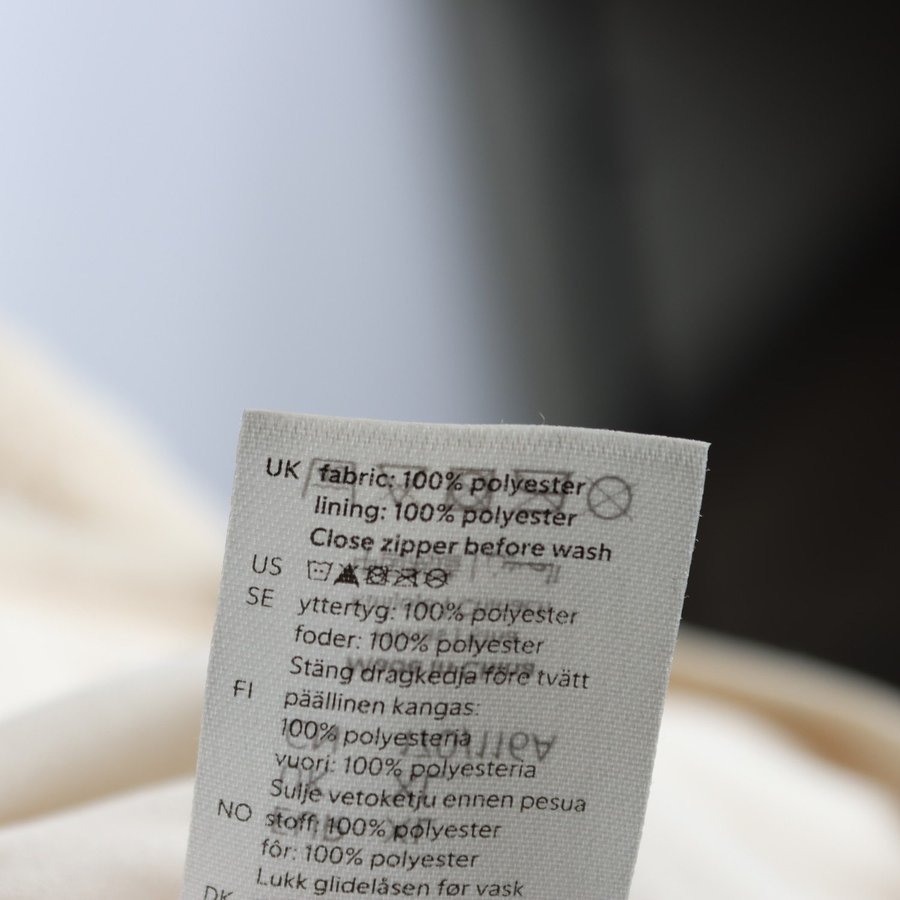 UK fabric: 100% polyester
lining: 100% polyester
Close zipper before wash
US
SE yttertyg: 100% polyester
foder: 100% polyester
Stäng dragkedja före tvätt
FI päällinen kangas:
100% polyesteria
vuori: 100% polyesteria
Sulje vetoketju ennen pesua
NO stoff: 100% polyester
fôr: 100% polyester
Lukk glidelåsen før vask
DK